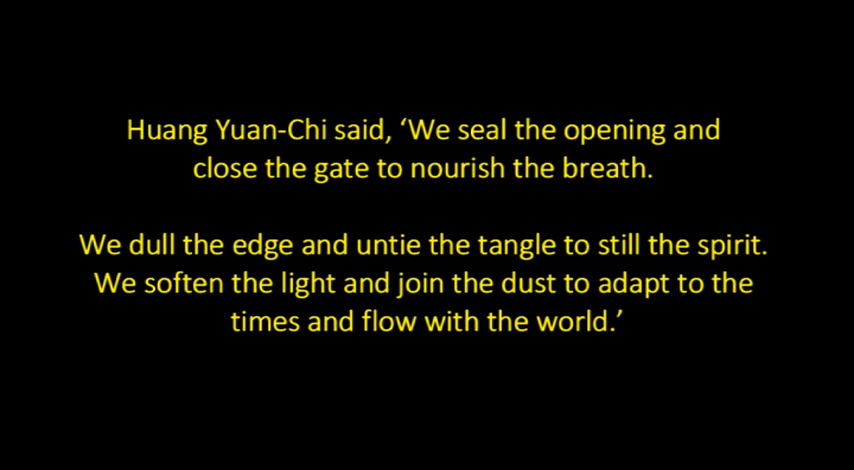 Huang Yuan-Chi said, ‘We seal the opening and
close the gate to nourish the breath.
We dull the edge and untie the tangle to still the spirit.
We soften the light and join the dust to adapt to the
times and flow with the world.’